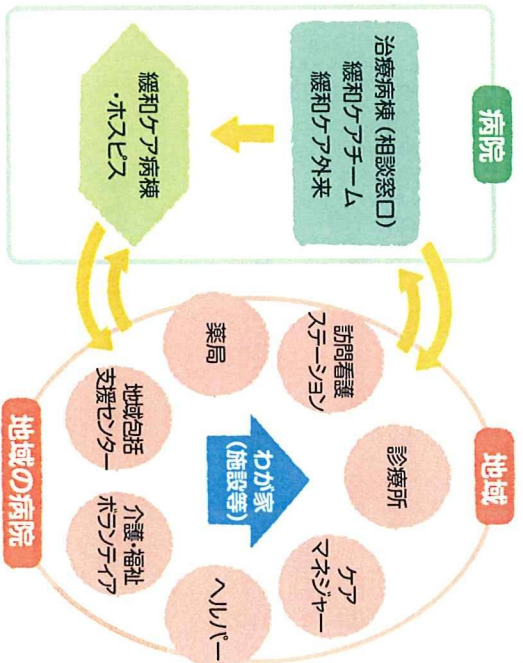 病院
治療病棟（相談窓口）
緩和ケアチーム
緩和ケア外来
緩和ケア病棟
・ホスピス
地域
診療所
訪問看護
ステーション
ケア
マネジャー
薬局
わが家
（施設等）
ヘルパー
地域包括
支援センター
介護・福祉
ボランティア
地域の病院